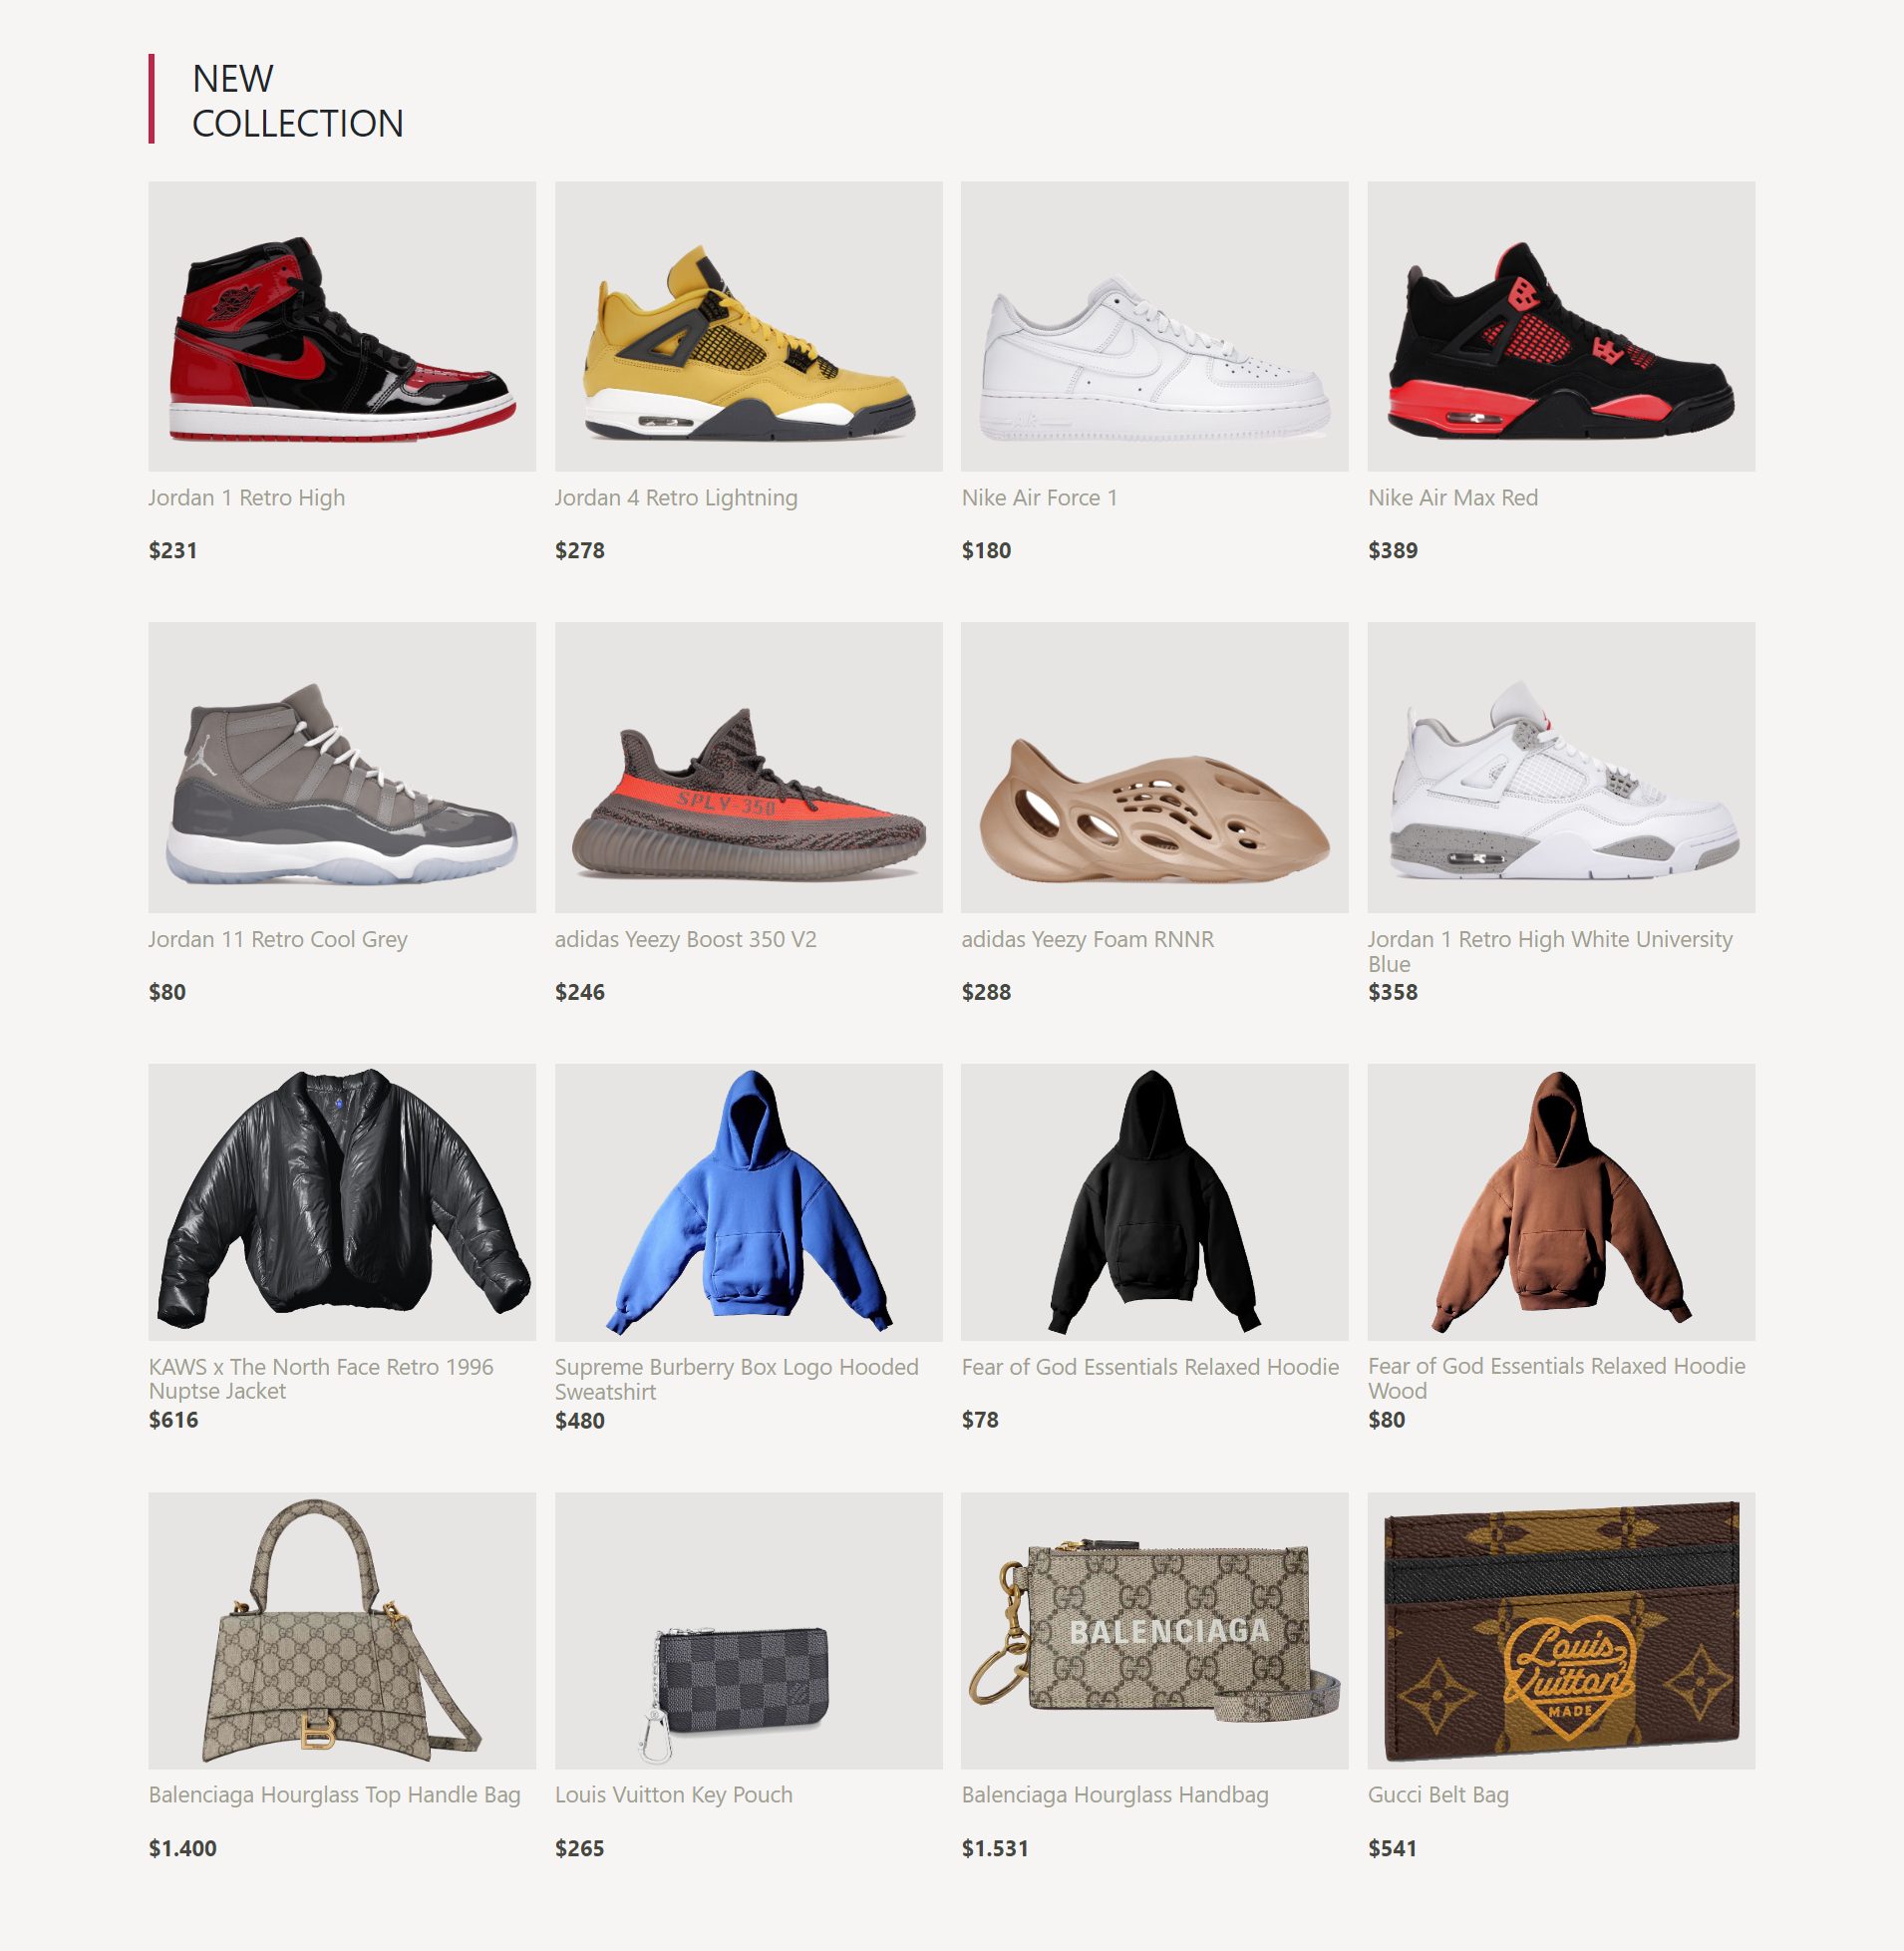 NEW
COLLECTION
Jordan 1 Retro High
$231
Jordan 4 Retro Lightning
$278
AIR
Nike Air Force 1
$180
Nike Air Max Red
$389
Jordan 11 Retro Cool Grey
$80
SPLY-350
adidas Yeezy Boost 350 V2
$246
adidas Yeezy Foam RNNR
$288
Jordan 1 Retro High White University
Blue
$358
KAWS x The North Face Retro 1996
Nuptse Jacket
$616
Supreme Burberry Box Logo Hooded
Sweatshirt
$480
Fear of God Essentials Relaxed Hoodie
$78
Fear of God Essentials Relaxed Hoodie
Wood
$80
B
Balenciaga Hourglass Top Handle Bag
$1.400
Louis Vuitton Key Pouch
$265
BALENCIAGA
Balenciaga Hourglass Handbag
$1.531
Louis
Vuitton²
MADE
Gucci Belt Bag
$541